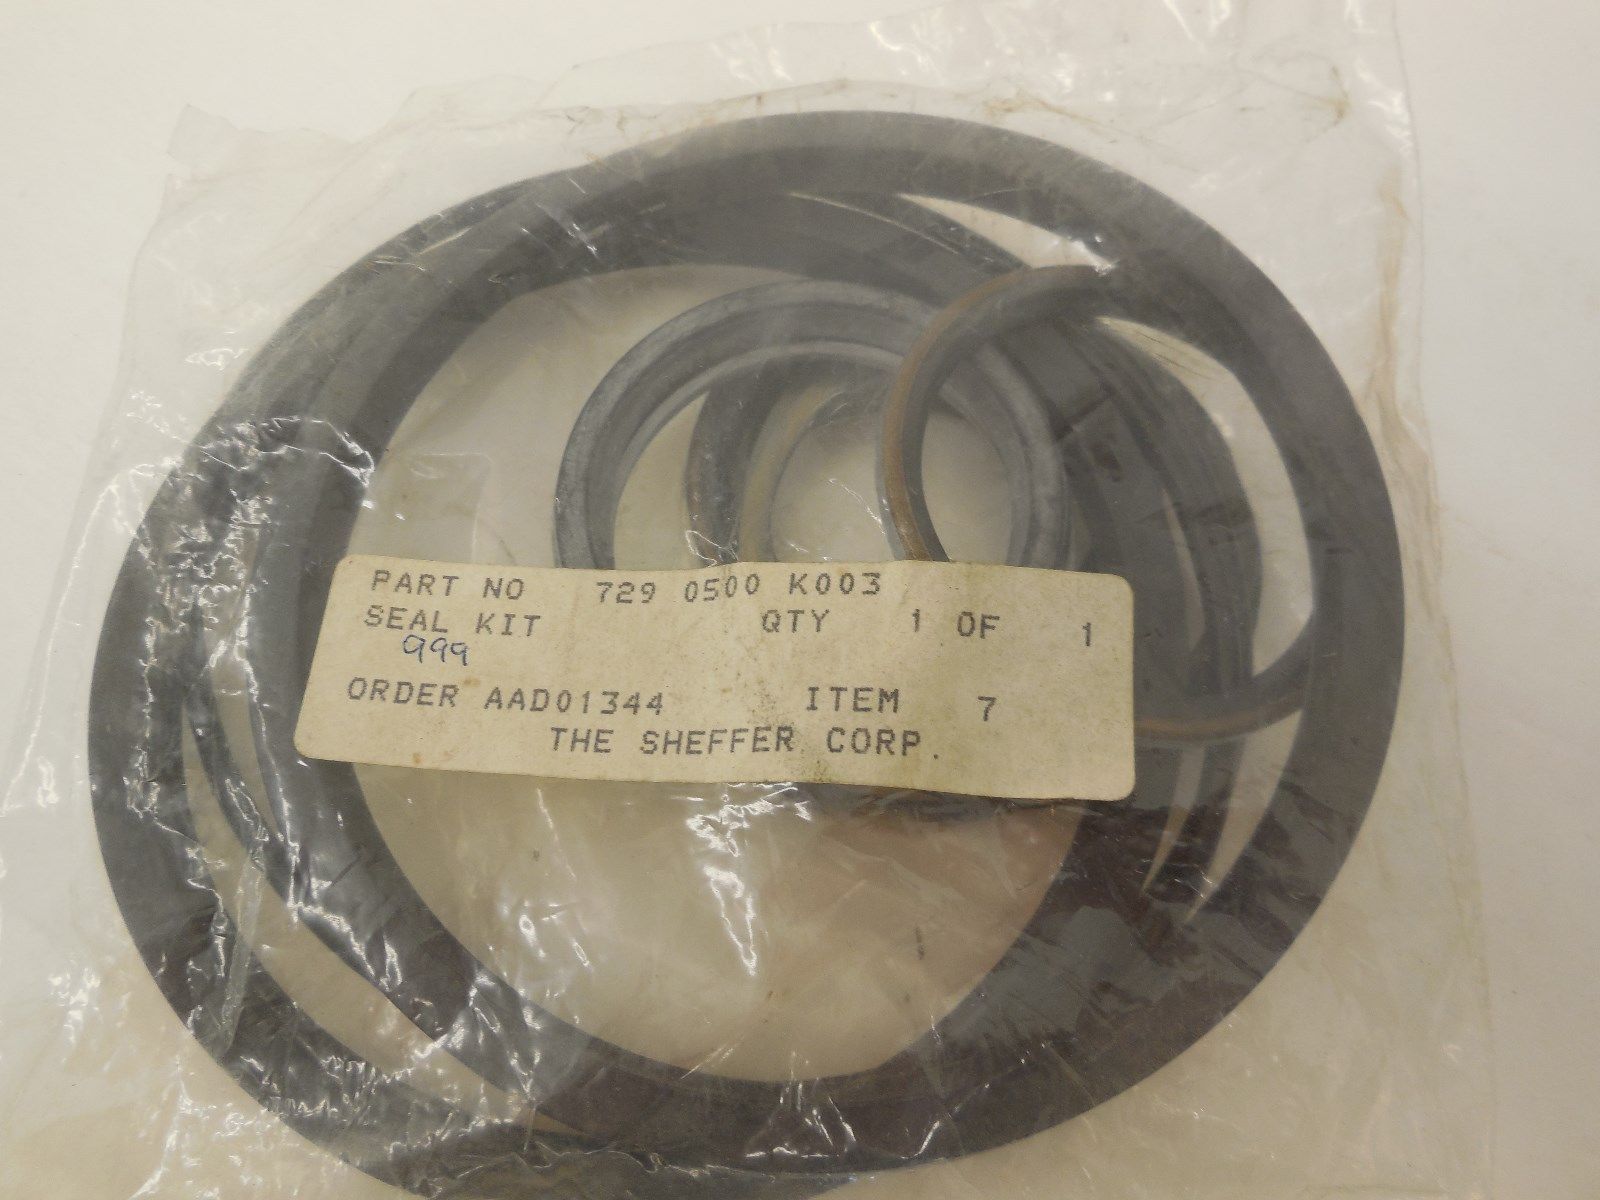 PART NO 729 0500 K003
SEAL KIT QTY 1 OF 1
999
ORDER AAD01344 ITEM 7
THE SHEFFER CORP.